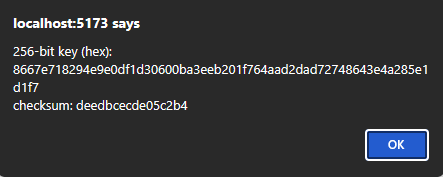 localhost:5173 says
256-bit key (hex):
8667e718294e9e0df1d30600ba3eeb201f764aad2dad72748643e4a285e1
d1f7
checksum: deedbcecde05c2b4
OK